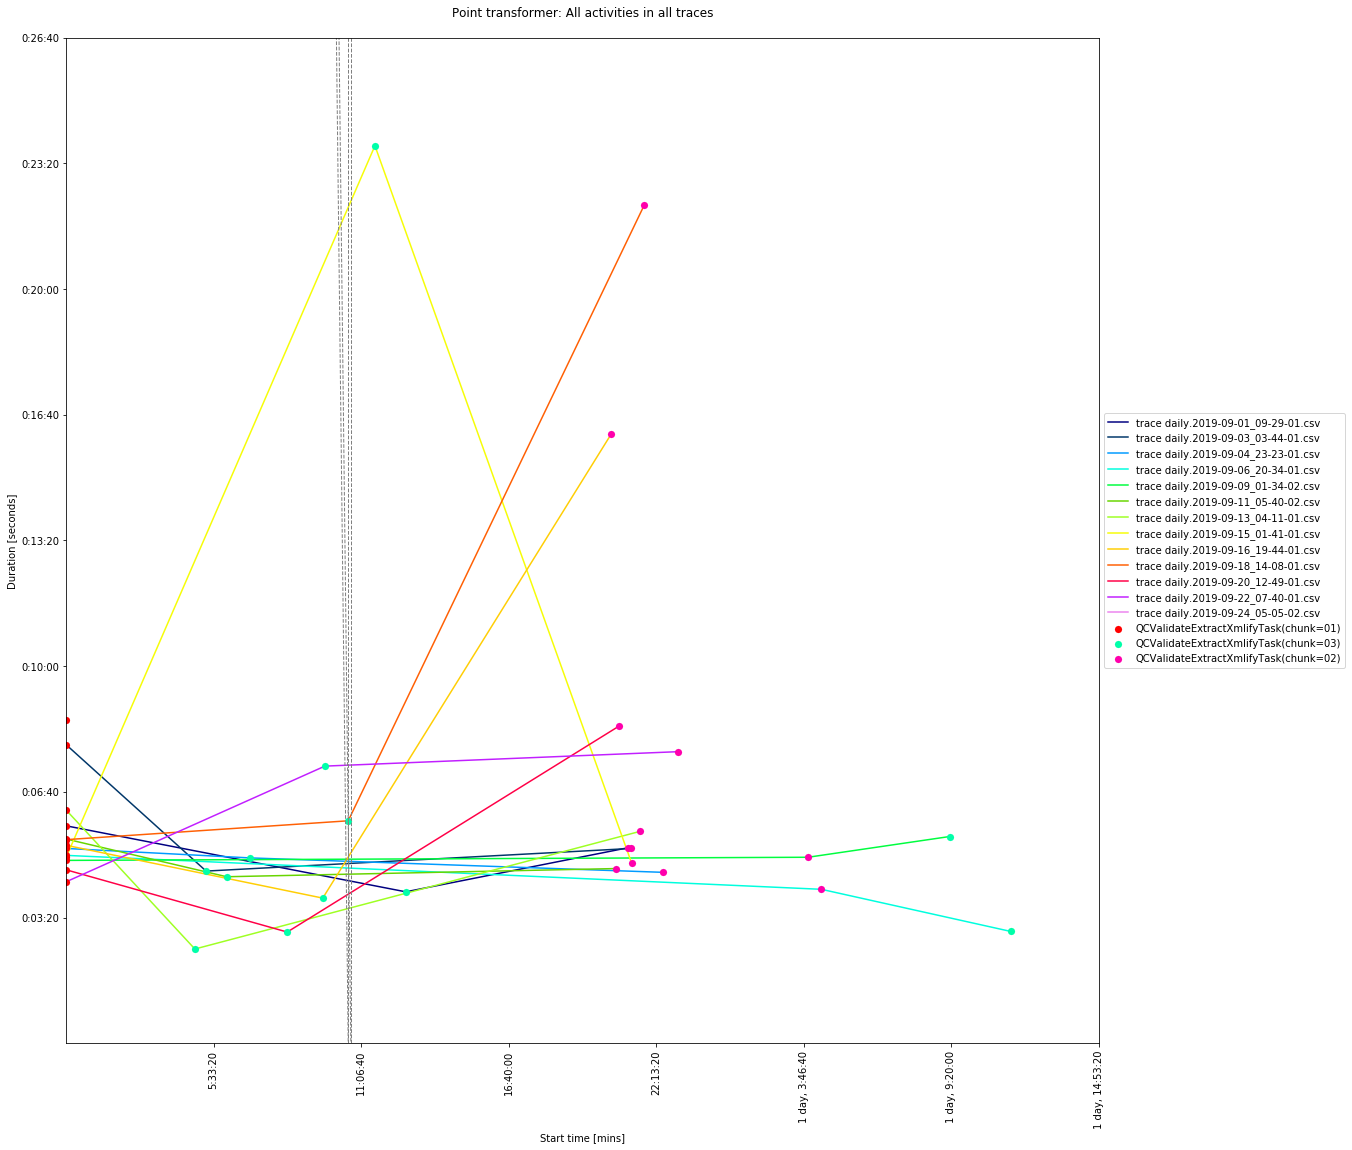 Point transformer: All activities in all traces
0:26:40
0:23:20
0:20:00
0:16:40
0:13:20
0:10:00
0:06:40
0:03:20
Duration [seconds]
5:33:20
11:06:40
16:40:00
22:13:20
1 day, 3:46:40
1 day, 9:20:00
1 day, 14:53:20
Start time [mins]
trace daily.2019-09-01_09-29-01.csv
trace daily.2019-09-03_03-44-01.csv
trace daily.2019-09-04_23-23-01.csv
trace daily.2019-09-06_20-34-01.csv
trace daily.2019-09-09_01-34-02.csv
trace daily.2019-09-11_05-40-02.csv
trace daily.2019-09-13_04-11-01.csv
trace daily.2019-09-15_01-41-01.csv
trace daily.2019-09-16_19-44-01.csv
trace daily.2019-09-18_14-08-01.csv
trace daily.2019-09-20_12-49-01.csv
trace daily.2019-09-22_07-40-01.csv
trace daily.2019-09-24_05-05-02.csv
QCValidateExtractXmlifyTask(chunk=01)
QCValidateExtractXmlifyTask(chunk=03)
QCValidateExtractXmlifyTask(chunk=02)